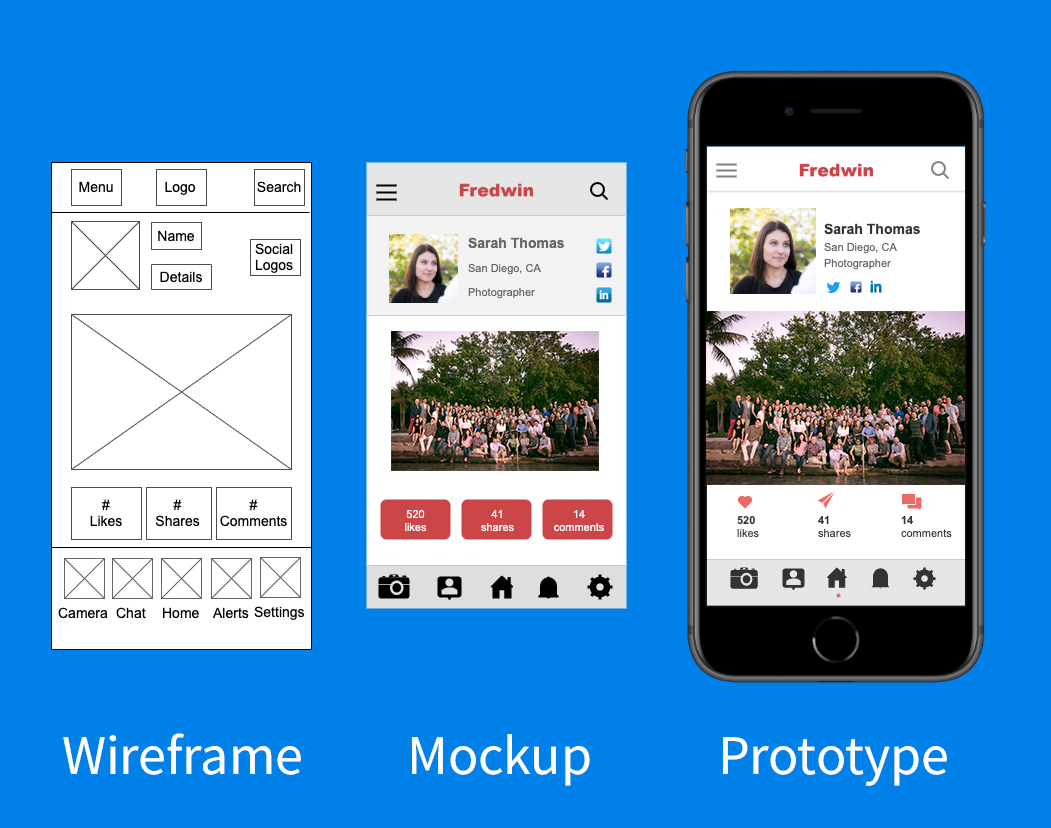 Menu
Logo
Search
Name
Social
Logos
Details
#
Likes
#
Shares
#
Comments
Camera
Chat
Home
Alerts
Settings
Fredwin
Sarah Thomas
San Diego, CA
Photographer
520
likes
41
shares
14
comments
Fredwin
Sarah Thomas
San Diego, CA
Photographer
520
likes
41
shares
14
comments
Wireframe
Mockup
Prototype